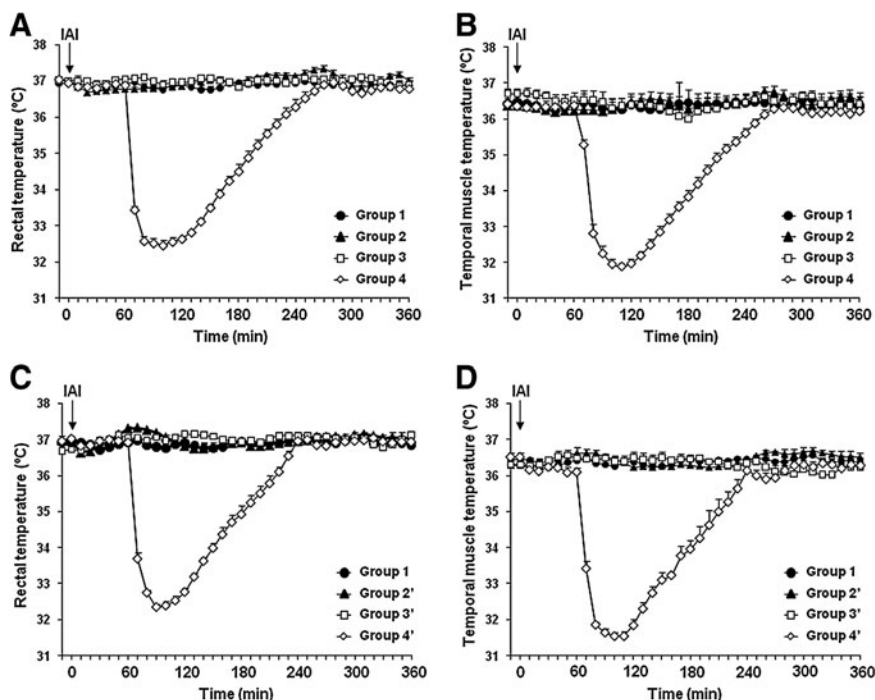 A
IAI
Rectal temperature (°C)
38
37
36
35
34
33
32
31
0
60
120
180
240
300
360
Time (min)
Group 1
Group 2
Group 3
Group 4
B
IAI
Temporal muscle temperature (°C)
38
37
36
35
34
33
32
31
0
60
120
180
240
300
360
Time (min)
Group 1
Group 2
Group 3
Group 4
C
IAI
Rectal temperature (°C)
38
37
36
35
34
33
32
31
0
60
120
180
240
300
360
Time (min)
Group 1
Group 2'
Group 3'
Group 4'
D
IAI
Temporal muscle temperature (°C)
38
37
36
35
34
33
32
31
0
60
120
180
240
300
360
Time (min)
Group 1
Group 2'
Group 3'
Group 4'